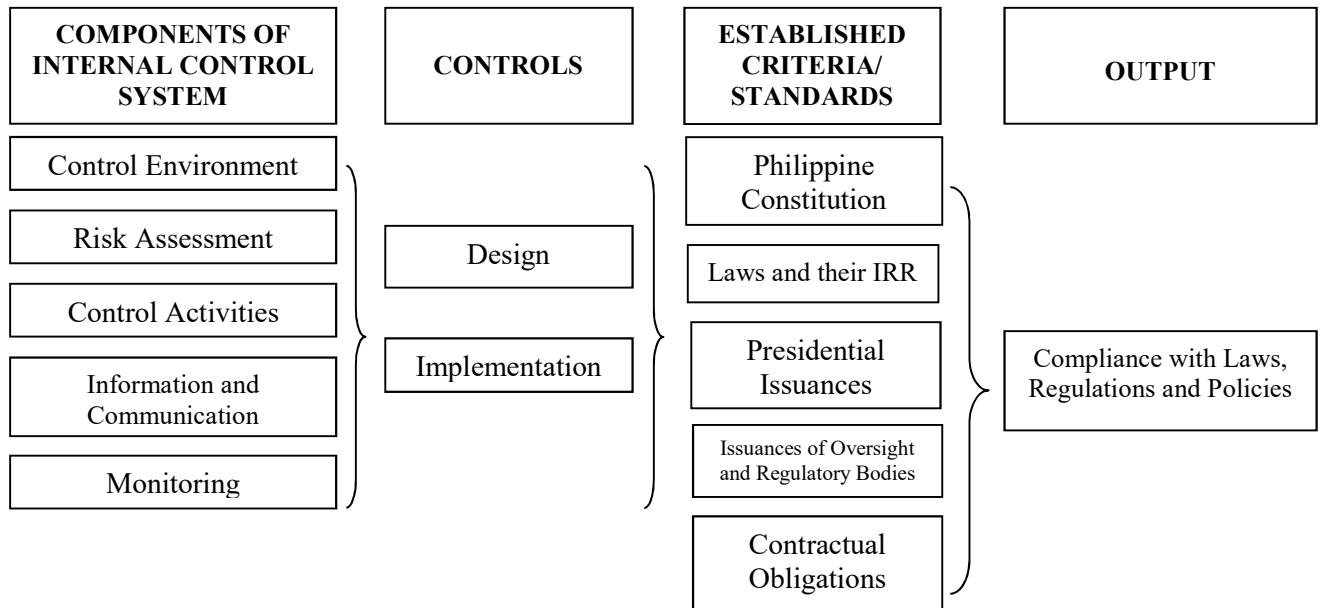 COMPONENTS OF
INTERNAL CONTROL
SYSTEM
CONTROLS
ESTABLISHED
CRITERIA/
STANDARDS
OUTPUT
Control Environment
Risk Assessment
Control Activities
Information and
Communication
Monitoring
Design
Implementation
Philippine
Constitution
Laws and their IRR
Presidential
Issuances
Issuances of Oversight
and Regulatory Bodies
Contractual
Obligations
Compliance with Laws,
Regulations and Policies